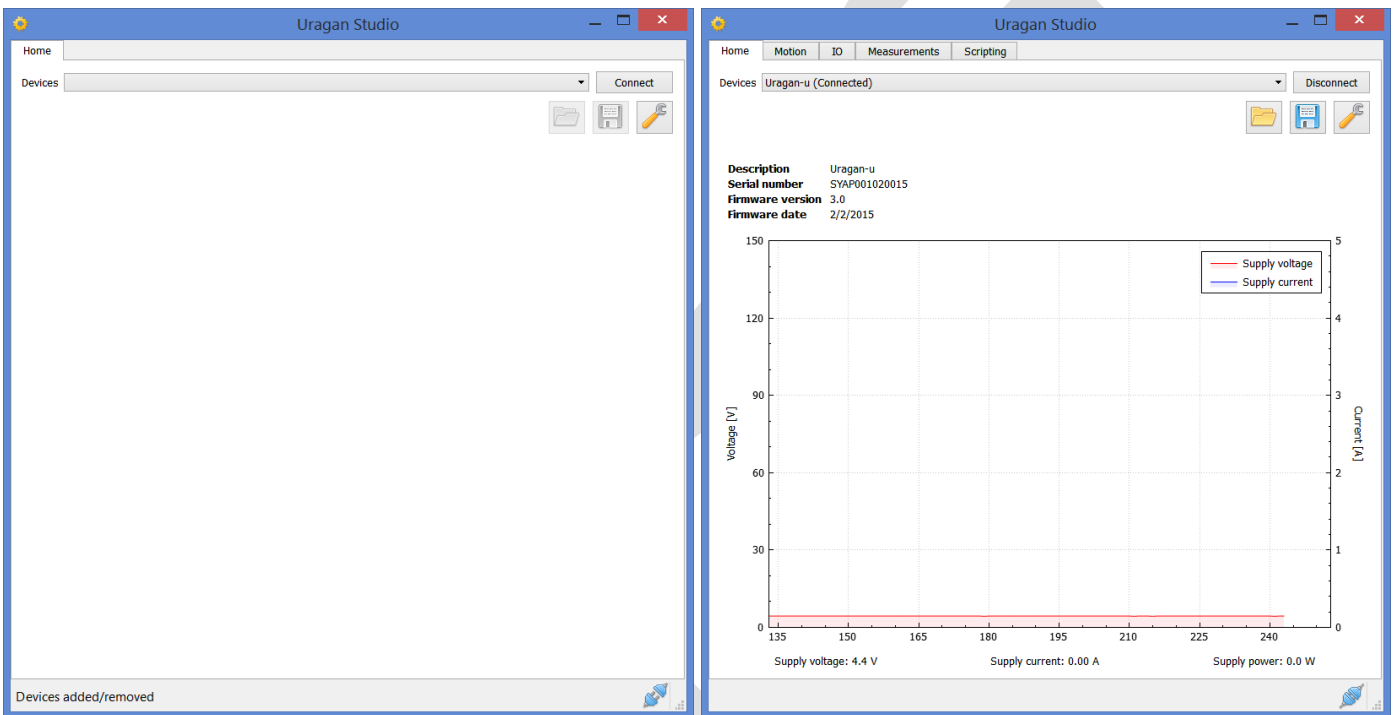 Uragan Studio
Home
Devices
Connect
Devices added/removed
Uragan Studio
Home Motion IO Measurements Scripting
Devices Uragan-u (Connected) Disconnect
Description Uragan-u
Serial number SYAP001020015
Firmware version 3.0
Firmware date 2/2/2015
150
120
90
60
30
0
Voltage [V]
Supply voltage
Supply current
5
4
3
2
1
0
Current [A]
135 150 165 180 195 210 225 240
Supply voltage: 4.4 V Supply current: 0.00 A Supply power: 0.0 W